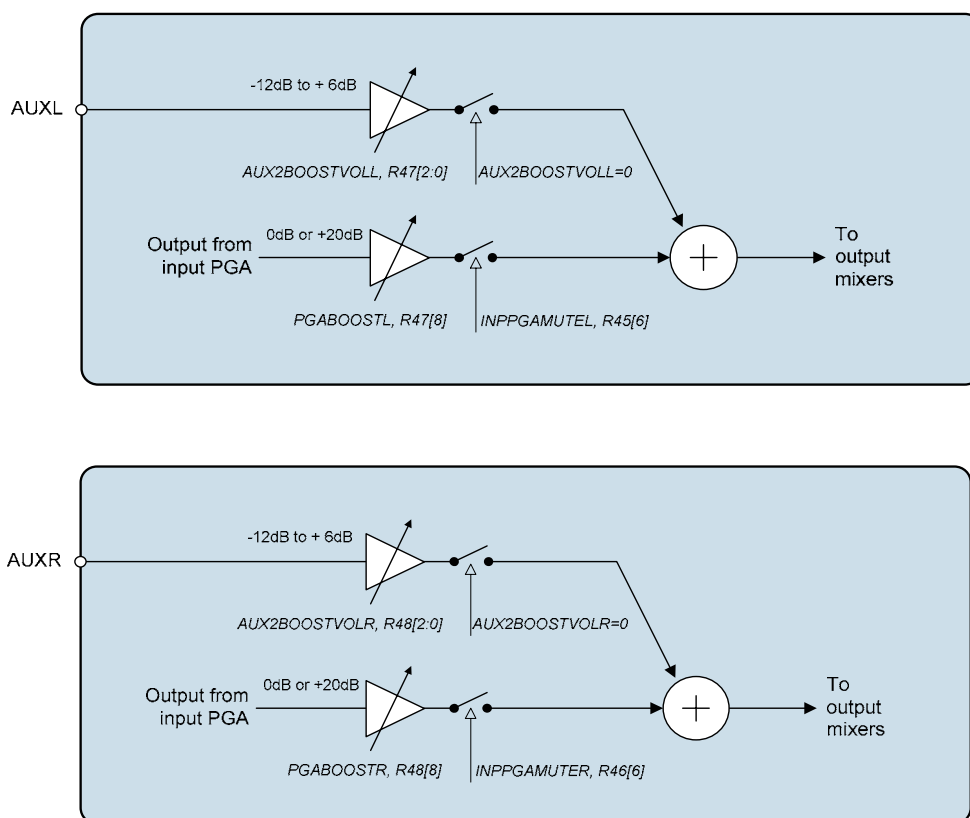 -12dB to + 6dB
AUXL
AUX2BOOSTVOLL, R47[2:0]
AUX2BOOSTVOLL=0
0dB or +20dB
Output from
input PGA
+
To
output
mixers
PGABOOSTL, R47[8]
INPPGAMUTEL, R45[6]
-12dB to + 6dB
AUXR
AUX2BOOSTVOLR, R48[2:0]
AUX2BOOSTVOLR=0
0dB or +20dB
Output from
input PGA
+
To
output
mixers
PGABOOSTR, R48[8]
INPPGAMUTER, R46[6]